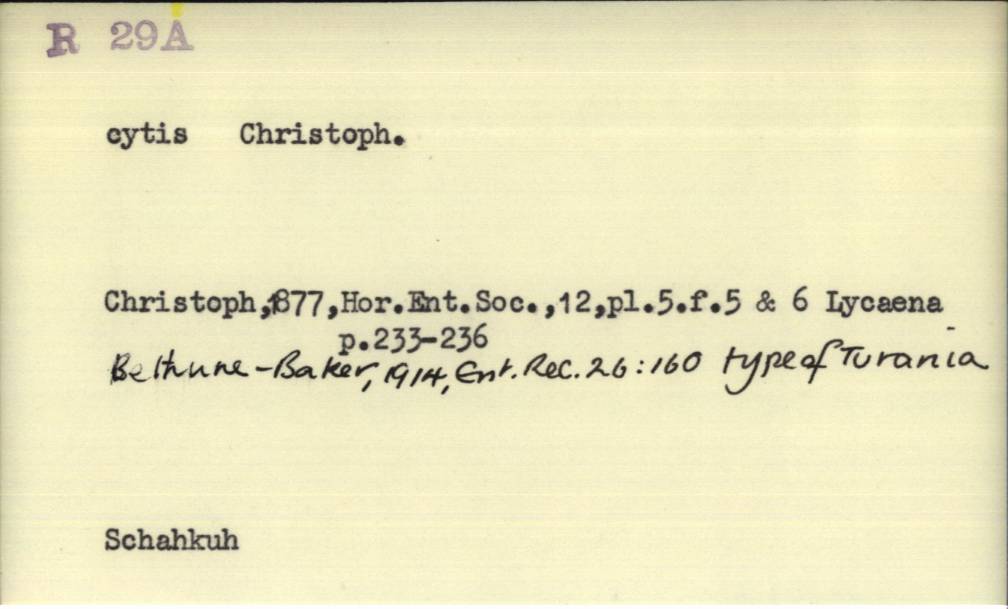 R 29A
cytis Christoph.
Christoph,1877,Hor.Ent.Soc.,12,pl.5.f.5 & 6 Lycaena
p.233-236
Bethune-Baker, 1914, Ent. Rec. 26:160 type of Turania
Schahkuh